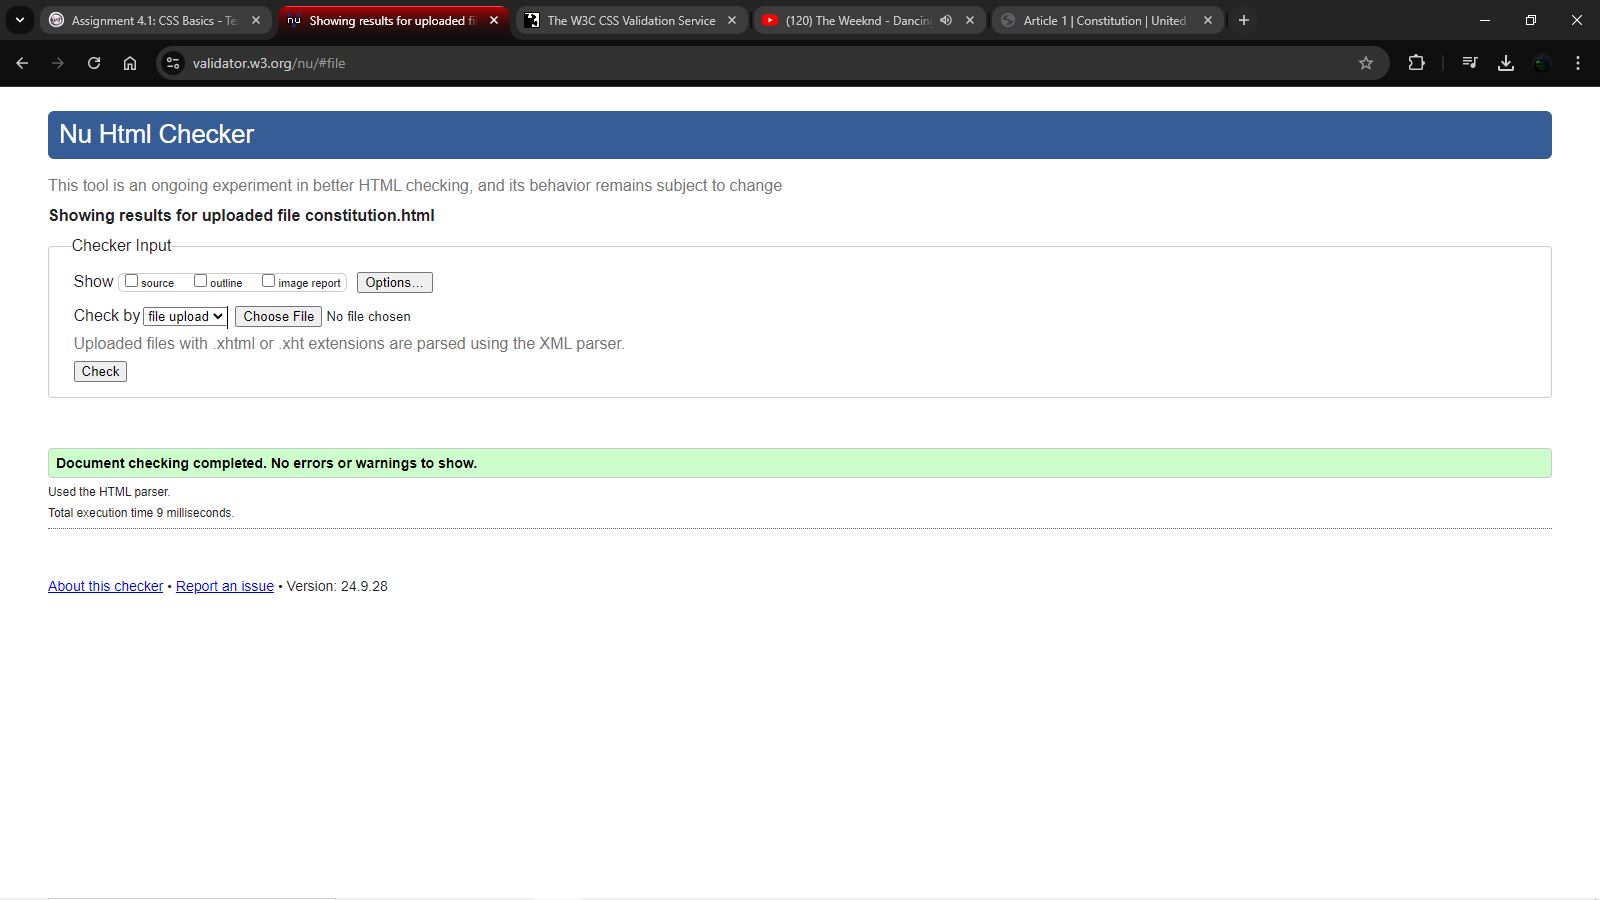 Assignment 4.1: CSS Basics - Te
Showing results for uploaded fi
The W3C CSS Validation Service
(120) The Weeknd - Dancin
Article 1 | Constitution | United
validator.w3.org/nu/#file
Nu Html Checker
This tool is an ongoing experiment in better HTML checking, and its behavior remains subject to change
Showing results for uploaded file constitution.html
Checker Input
Show source outline image report Options...
Check by file upload Choose File No file chosen
Uploaded files with .xhtml or .xht extensions are parsed using the XML parser.
Check
Document checking completed. No errors or warnings to show.
Used the HTML parser.
Total execution time 9 milliseconds.
About this checker • Report an issue • Version: 24.9.28